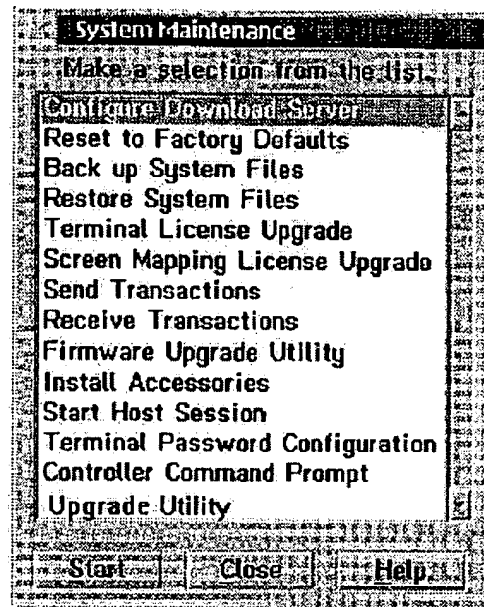 System Maintenance
Make a selection from the list.
Configure Download Server
Reset to Factory Defaults
Back up System Files
Restore System Files
Terminal License Upgrade
Screen Mapping License Upgrade
Send Transactions
Receive Transactions
Firmware Upgrade Utility
Install Accessories
Start Host Session
Terminal Password Configuration
Controller Command Prompt
Upgrade Utility
Start Close Help